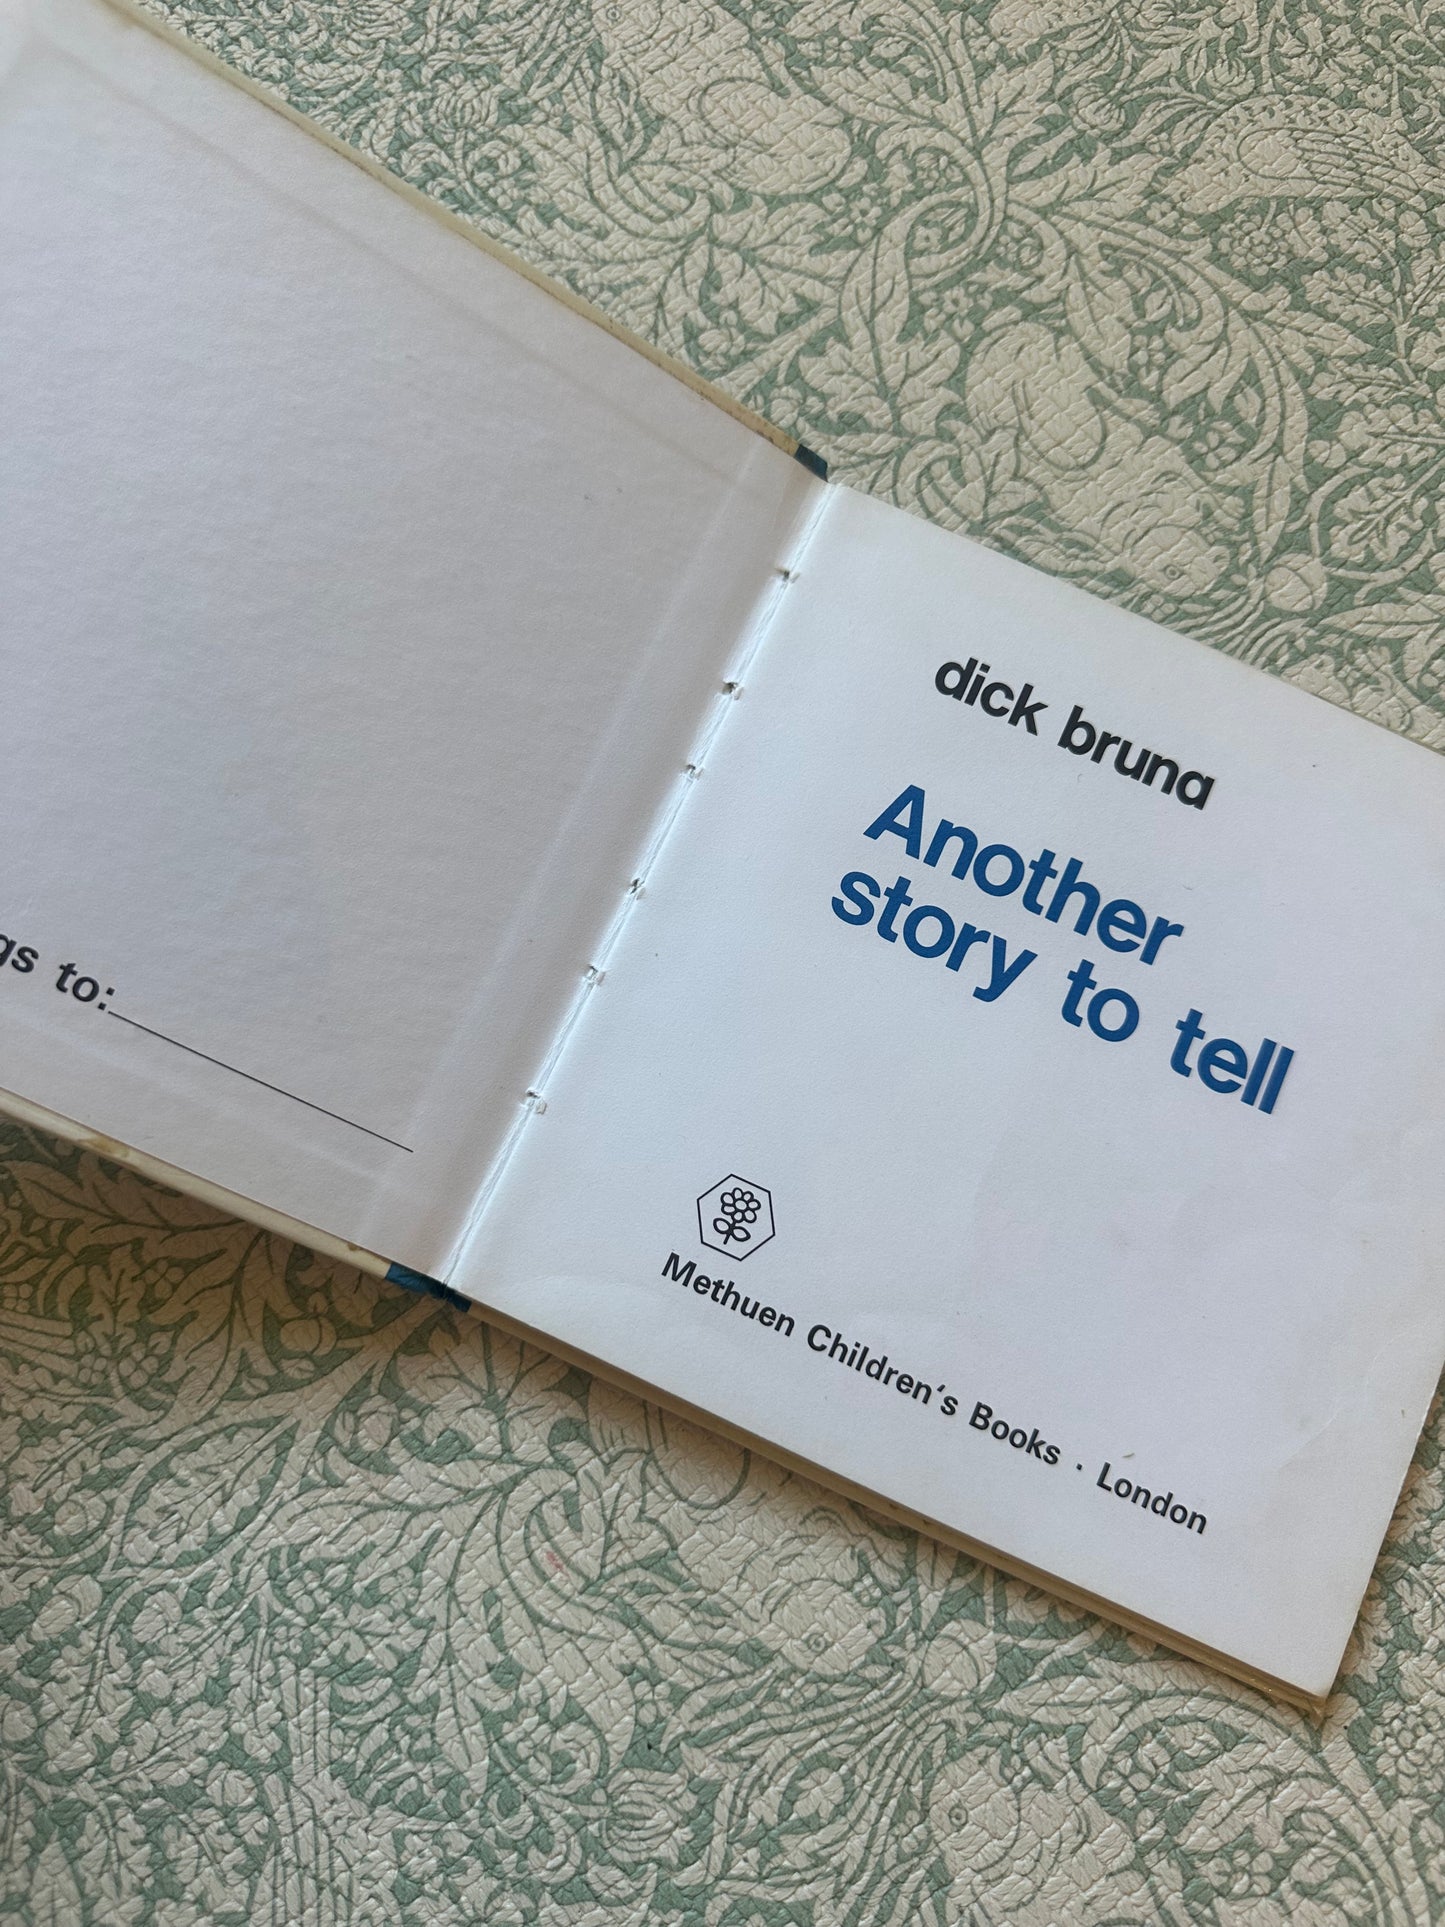 gs to:
dick bruna
Another
story to tell
Methuen Children‘s Books · London